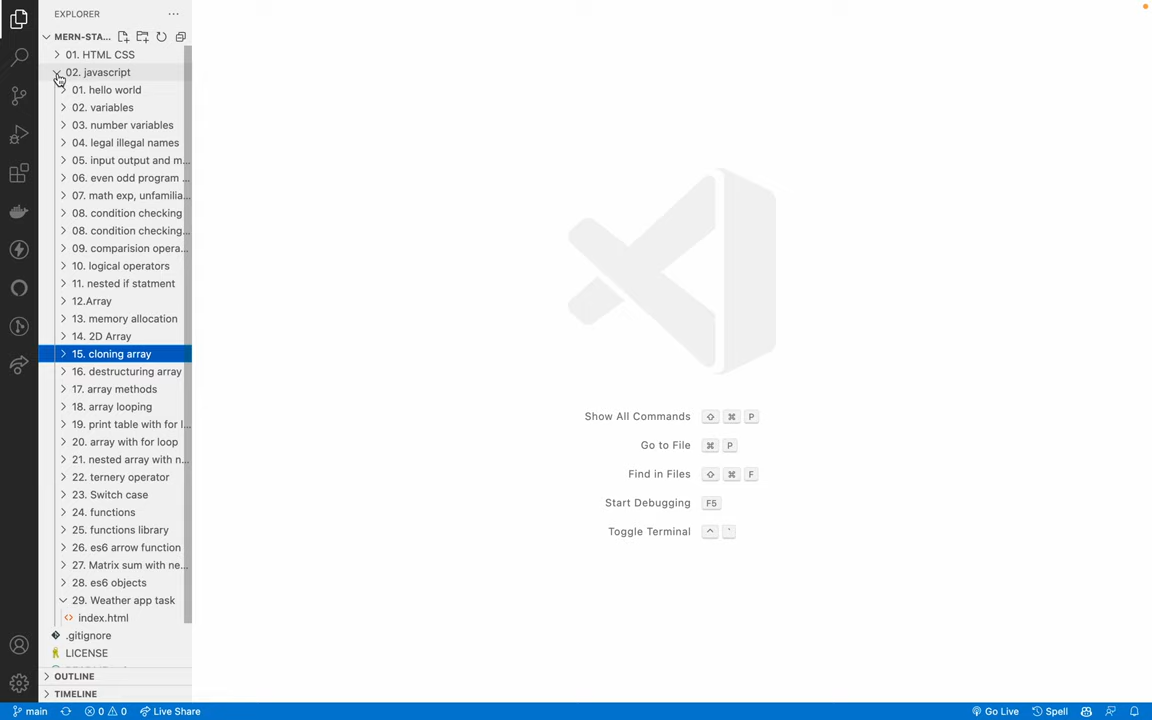 EXPLORER
MERN-STA...
01. HTML CSS
02. javascript
01. hello world
02. variables
03. number variables
04. legal illegal names
05. input output and m...
06. even odd program ...
07. math exp, unfamilia...
08. condition checking
08. condition checking...
09. comparision opera...
10. logical operators
11. nested if statment
12.Array
13. memory allocation
14. 2D Array
15. cloning array
16. destructuring array
17. array methods
18. array looping
19. print table with for l...
20. array with for loop
21. nested array with n...
22. ternery operator
23. Switch case
24. functions
25. functions library
26. es6 arrow function
27. Matrix sum with ne...
28. es6 objects
29. Weather app task
index.html
.gitignore
LICENSE
OUTLINE
TIMELINE
Show All Commands ⇧ ⌘ P
Go to File ⌘ P
Find in Files ⇧ ⌘ F
Start Debugging F5
Toggle Terminal ^ `
main 0 0 Live Share Go Live Spell